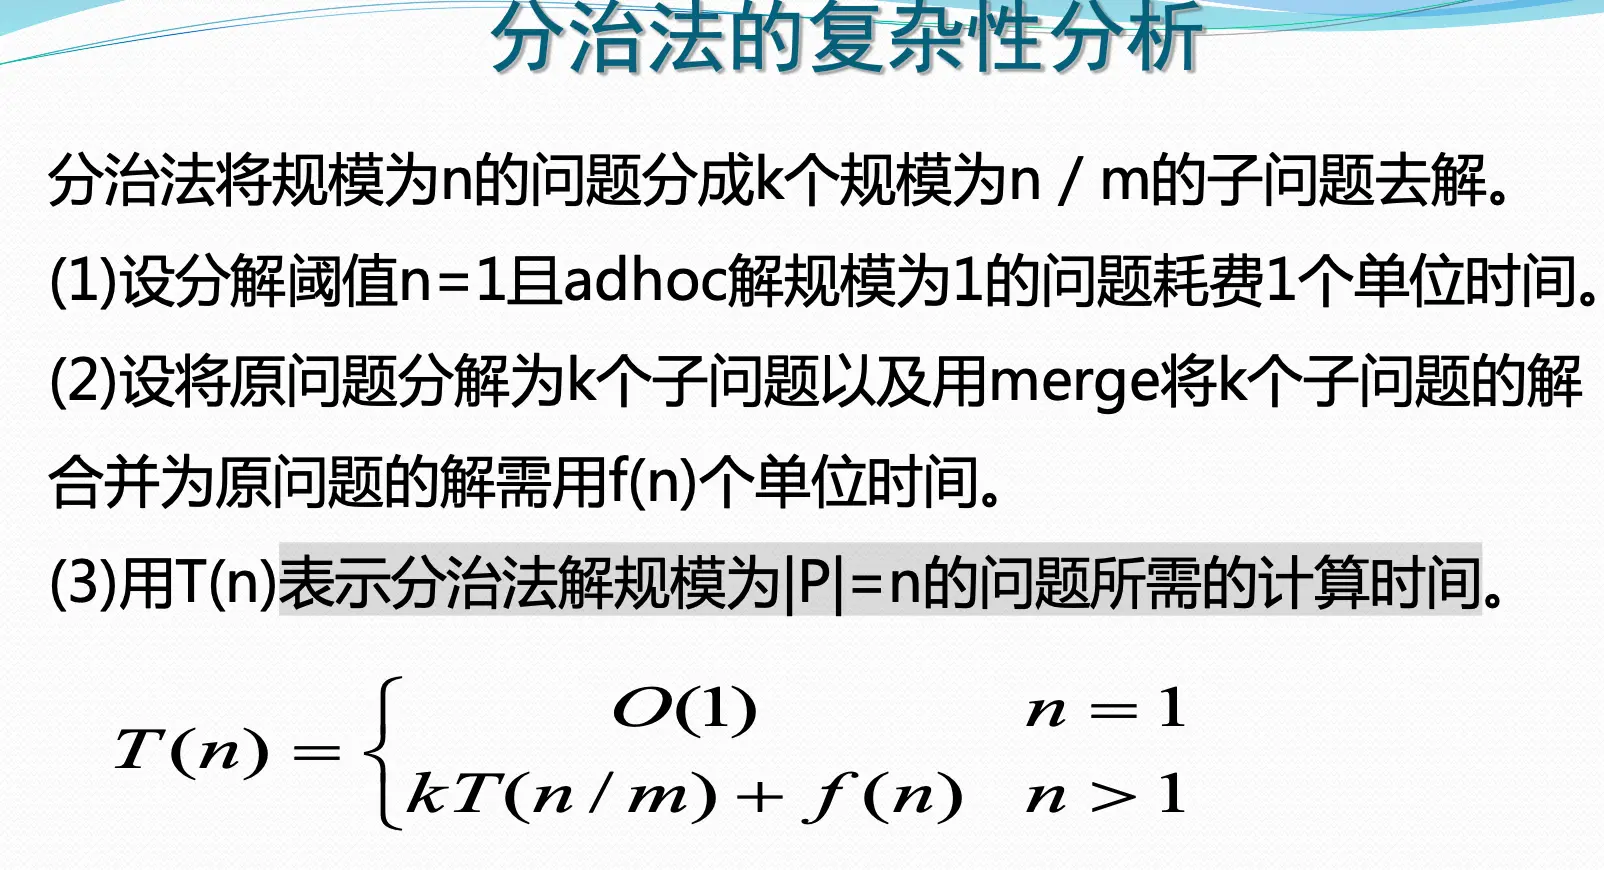 分治法的复杂性分析
分治法将规模为n的问题分成k个规模为n / m的子问题去解。
(1)设分解阈值n=1且adhoc解规模为1的问题耗费1个单位时间。
(2)设将原问题分解为k个子问题以及用merge将k个子问题的解
合并为原问题的解需用f(n)个单位时间。
(3)用T(n)表示分治法解规模为|P|=n的问题所需的计算时间。
T(n) = { O(1) n = 1
kT(n / m) + f(n) n > 1